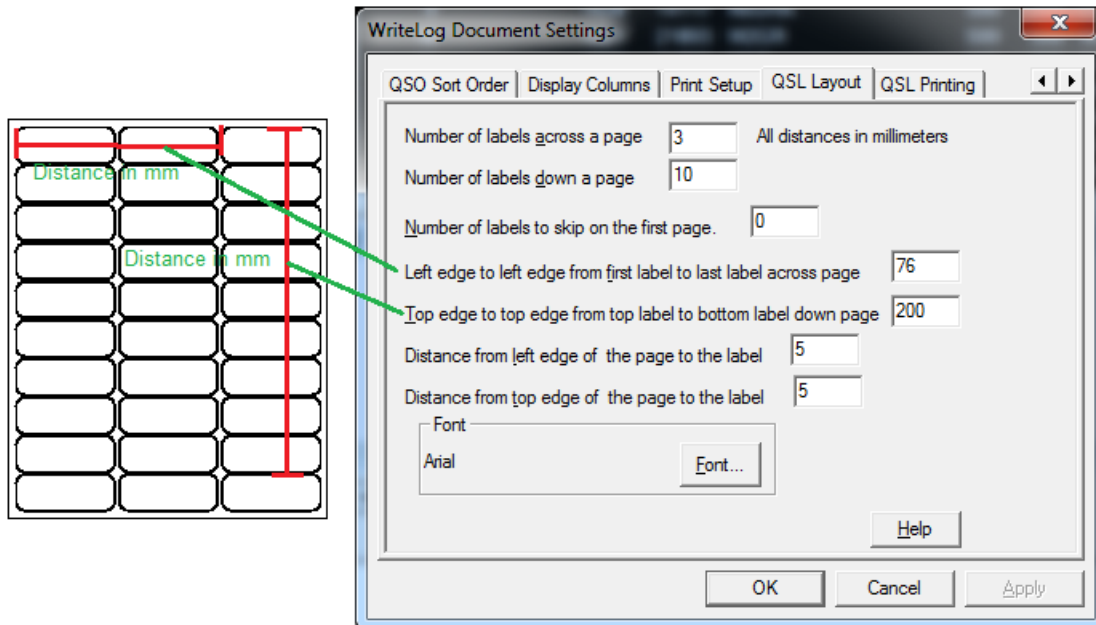 WriteLog Document Settings
QSO Sort Order Display Columns Print Setup QSL Layout QSL Printing
Number of labels across a page 3 All distances in millimeters
Number of labels down a page 10
Number of labels to skip on the first page. 0
Left edge to left edge from first label to last label across page 76
Top edge to top edge from top label to bottom label down page 200
Distance from left edge of the page to the label 5
Distance from top edge of the page to the label 5
Font
Arial Font...
Help
OK Cancel Apply
Distance in mm
Distance in mm